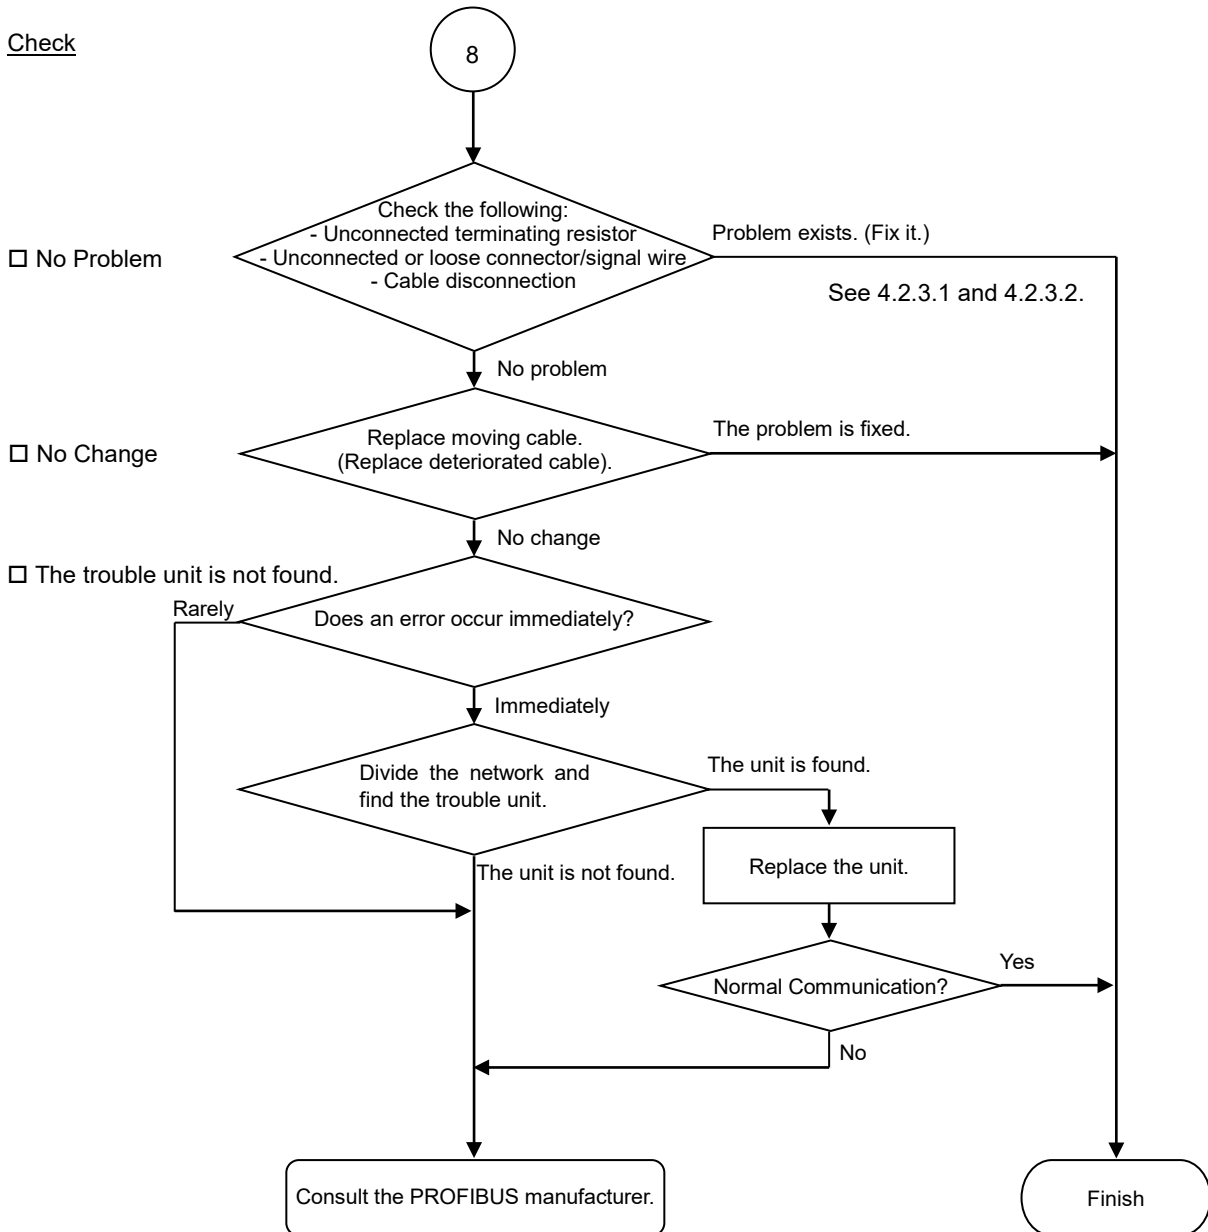 Check
8
Check the following:
- Unconnected terminating resistor
- Unconnected or loose connector/signal wire
- Cable disconnection
Problem exists. (Fix it.)
☐ No Problem
See 4.2.3.1 and 4.2.3.2.
No problem
Replace moving cable.
(Replace deteriorated cable).
The problem is fixed.
☐ No Change
No change
☐ The trouble unit is not found.
Rarely
Does an error occur immediately?
Immediately
Divide the network and
find the trouble unit.
The unit is found.
The unit is not found.
Replace the unit.
Normal Communication?
Yes
No
Consult the PROFIBUS manufacturer.
Finish